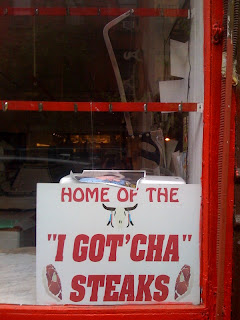 HOME OF THE
"I GOT'CHA"
STEAKS